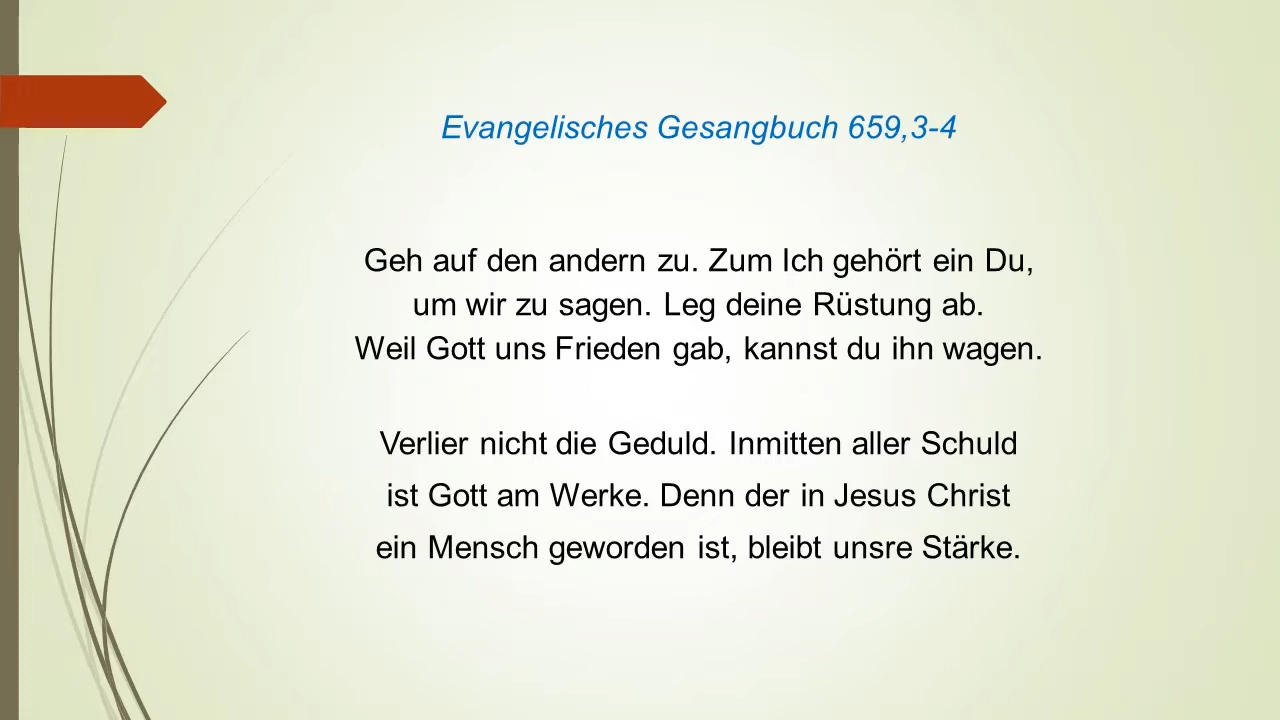 Evangelisches Gesangbuch 659,3-4
Geh auf den andern zu. Zum Ich gehört ein Du,
um wir zu sagen. Leg deine Rüstung ab.
Weil Gott uns Frieden gab, kannst du ihn wagen.
Verlier nicht die Geduld. Inmitten aller Schuld
ist Gott am Werke. Denn der in Jesus Christ
ein Mensch geworden ist, bleibt unsre Stärke.